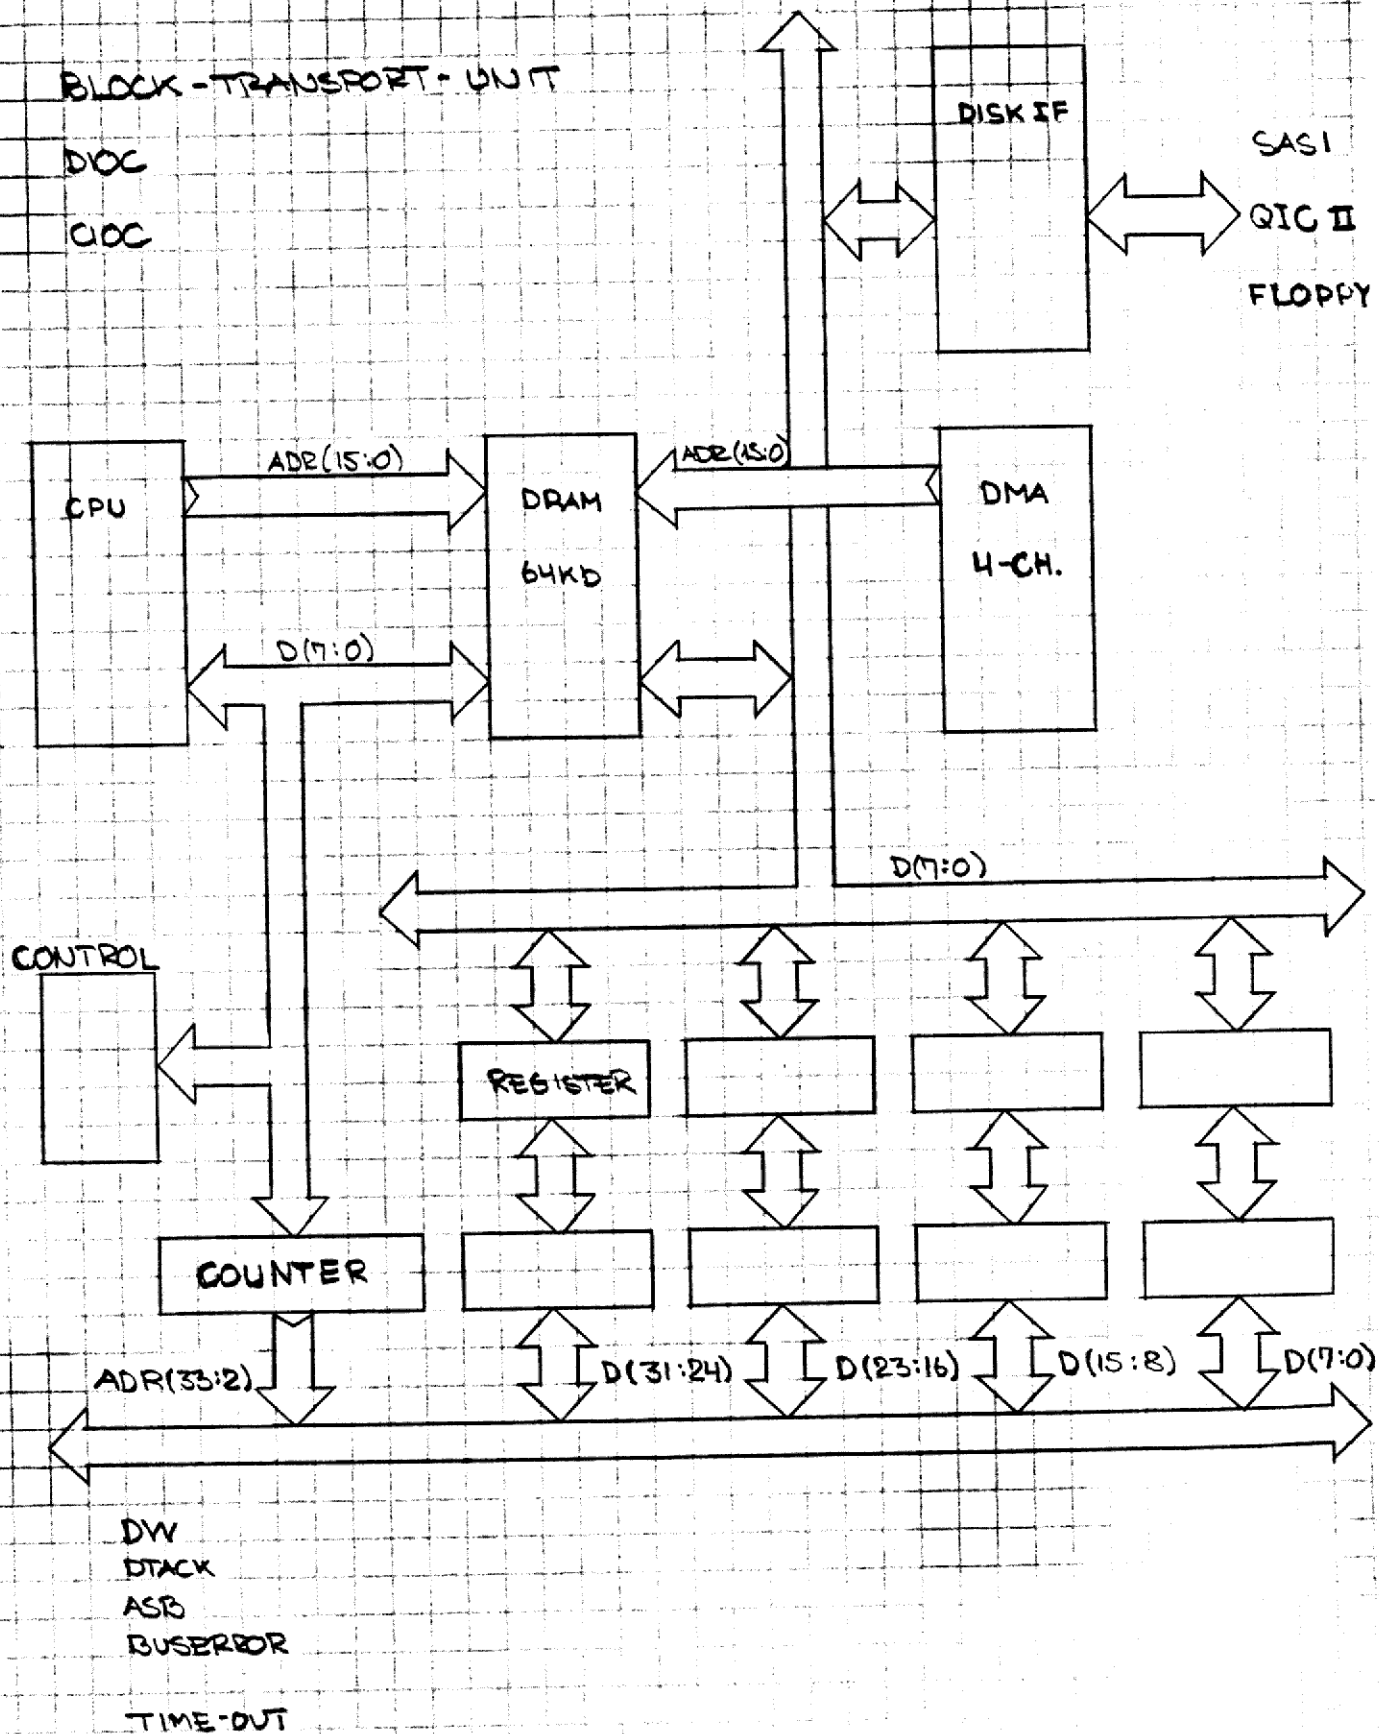 BLOCK-TRANSPORT-UNIT
DIOC
CIOC
DISK IF
SASI
QIC II
FLOPPY
CPU
ADR(15:0)
DRAM
64KB
ADR(15:0)
DMA
4-CH.
D(7:0)
D(7:0)
CONTROL
REGISTER
COUNTER
ADR(33:2)
D(31:24)
D(23:16)
D(15:8)
D(7:0)
DW
DTACK
ASB
BUSERROR
TIME-OUT